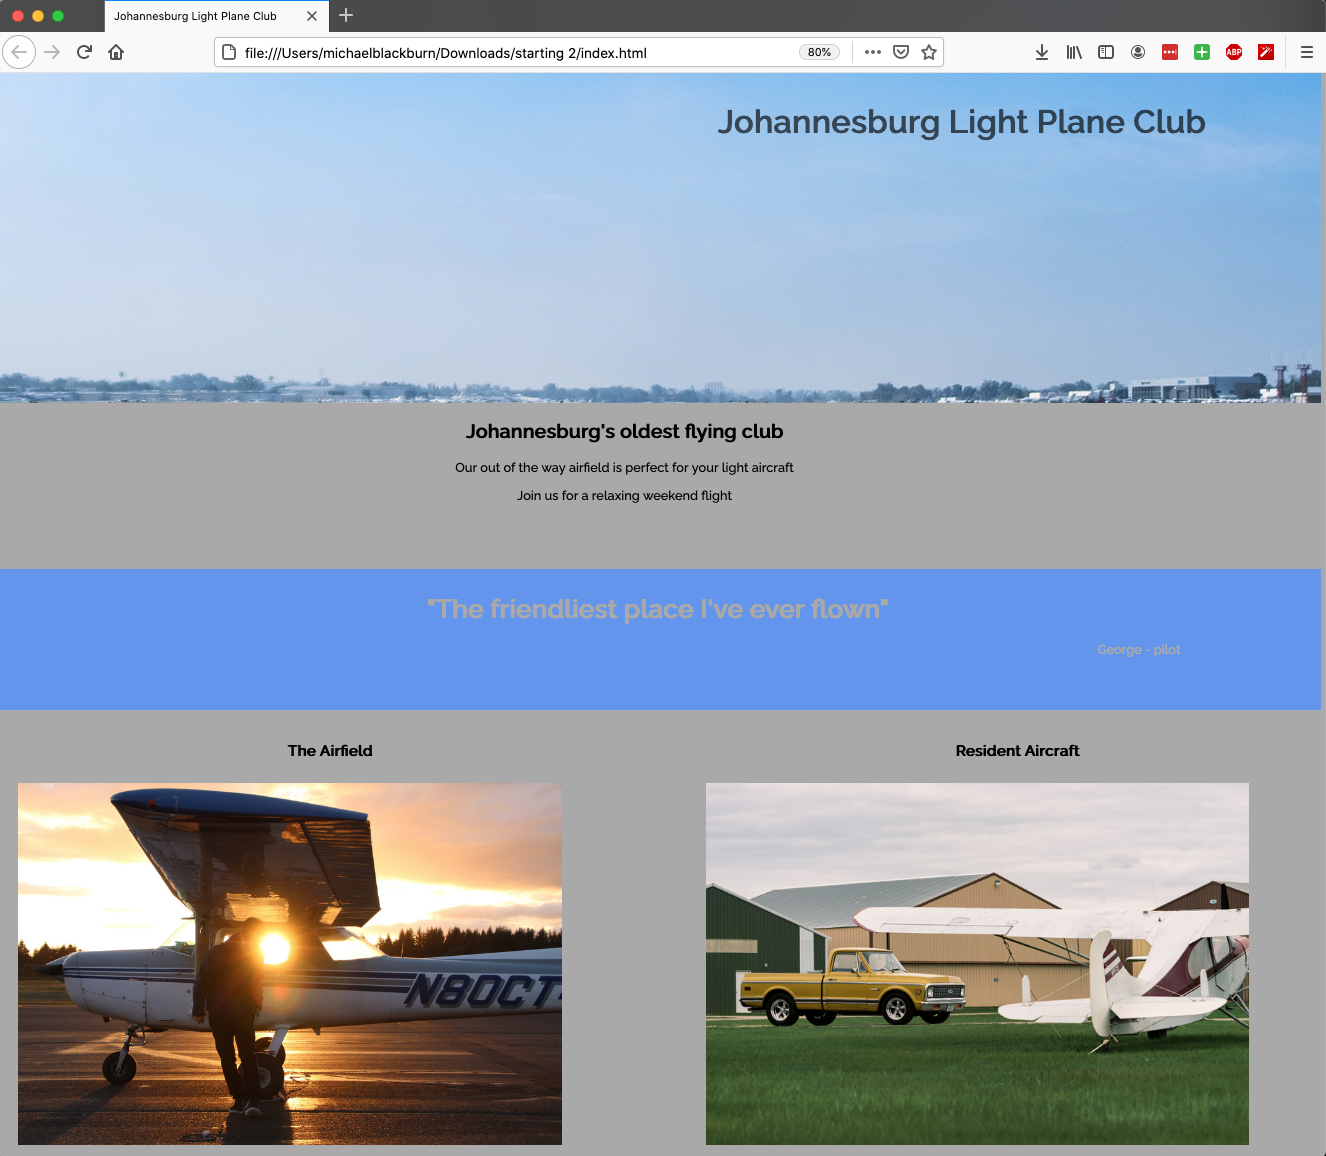 Johannesburg Light Plane Club
file:///Users/michaelblackburn/Downloads/starting 2/index.html
80%
ABP
Johannesburg Light Plane Club
Johannesburg's oldest flying club
Our out of the way airfield is perfect for your light aircraft
Join us for a relaxing weekend flight
"The friendliest place I've ever flown"
George - pilot
The Airfield
Resident Aircraft
N80CT